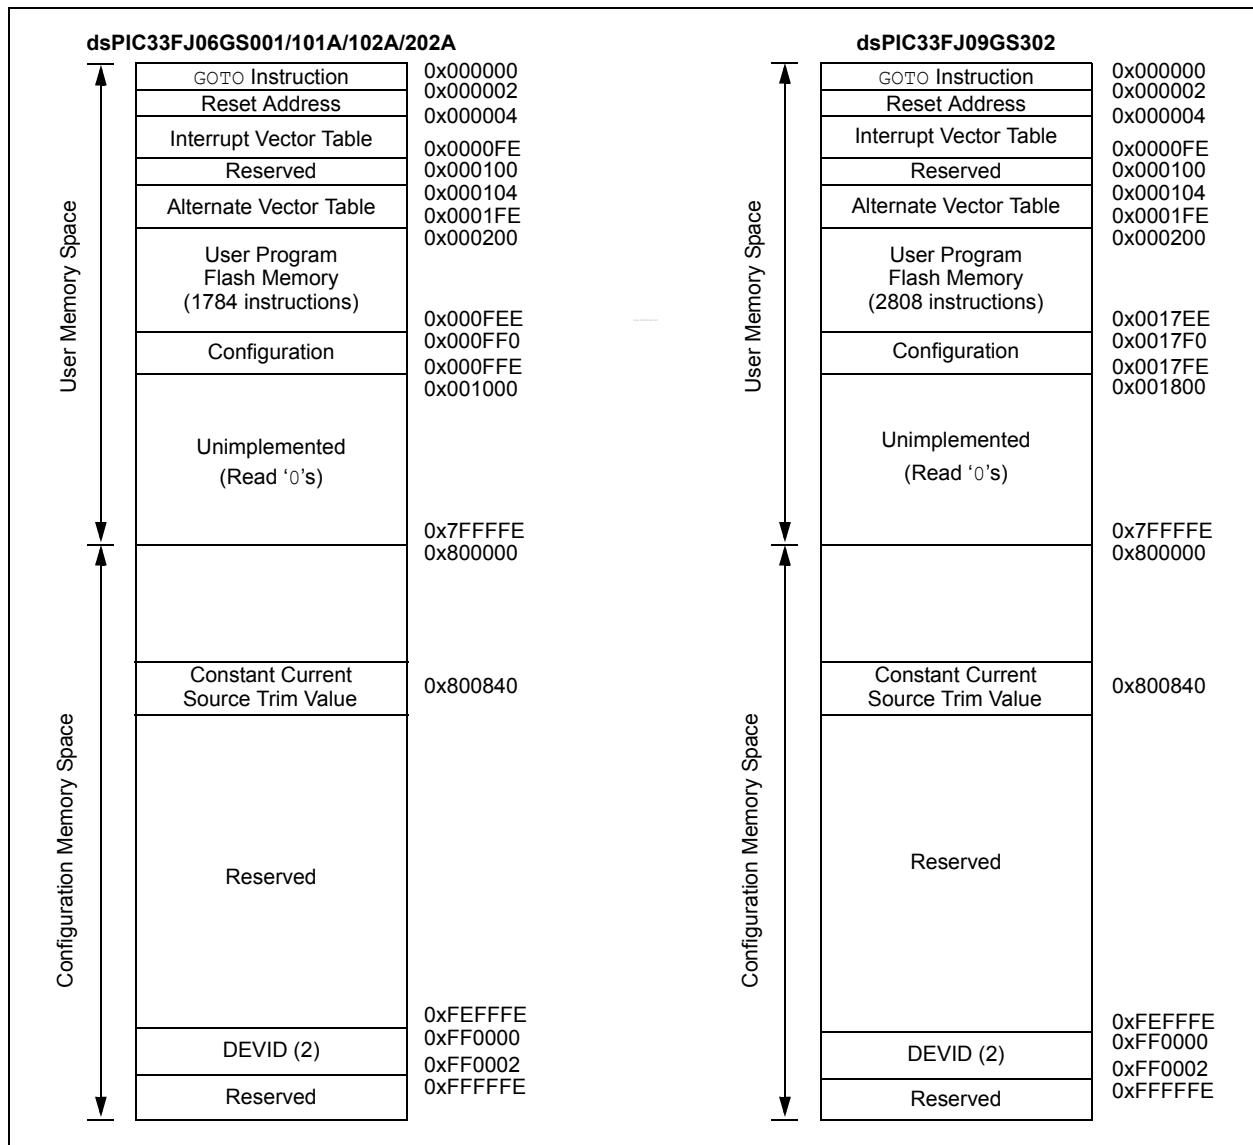 dsPIC33FJ06GS001/101A/102A/202A
User Memory Space
GOTO Instruction
Reset Address
Interrupt Vector Table
Reserved
Alternate Vector Table
User Program
Flash Memory
(1784 instructions)
Configuration
Unimplemented
(Read ‘0’s)
0x000000
0x000002
0x000004
0x0000FE
0x000100
0x000104
0x0001FE
0x000200
0x000FEE
0x000FF0
0x000FFE
0x001000
0x7FFFFE
Configuration Memory Space
Constant Current
Source Trim Value
Reserved
DEVID (2)
Reserved
0x800000
0x800840
0xFEFFFE
0xFF0000
0xFF0002
0xFFFFFE
dsPIC33FJ09GS302
User Memory Space
GOTO Instruction
Reset Address
Interrupt Vector Table
Reserved
Alternate Vector Table
User Program
Flash Memory
(2808 instructions)
Configuration
Unimplemented
(Read ‘0’s)
0x000000
0x000002
0x000004
0x0000FE
0x000100
0x000104
0x0001FE
0x000200
0x0017EE
0x0017F0
0x0017FE
0x001800
0x7FFFFE
Configuration Memory Space
Constant Current
Source Trim Value
Reserved
DEVID (2)
Reserved
0x800000
0x800840
0xFEFFFE
0xFF0000
0xFF0002
0xFFFFFE